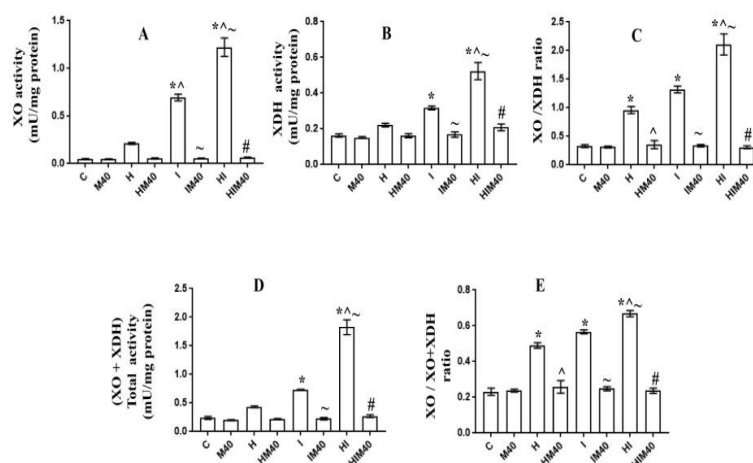 A
XO activity
(mU/mg protein)
1.5
1.0
0.5
0.0
*^
~
*^~
#
C M40 H HM40 I IM40 HI HIM40
B
XDH activity
(mU/mg protein)
0.8
0.6
0.4
0.2
0.0
*
~
*^~
#
C M40 H HM40 I IM40 HI HIM40
C
XO /XDH ratio
2.5
2.0
1.5
1.0
0.5
0.0
*
^
*
~
*^~
#
C M40 H HM40 I IM40 HI HIM40
D
(XO + XDH)
Total activity
(mU/mg protein)
2.5
2.0
1.5
1.0
0.5
0.0
*
~
*^~
#
C M40 H HM40 I IM40 HI HIM40
E
XO / XO+XDH
ratio
0.8
0.6
0.4
0.2
0.0
*
^
*
~
*^~
#
C M40 H HM40 I IM40 HI HIM40